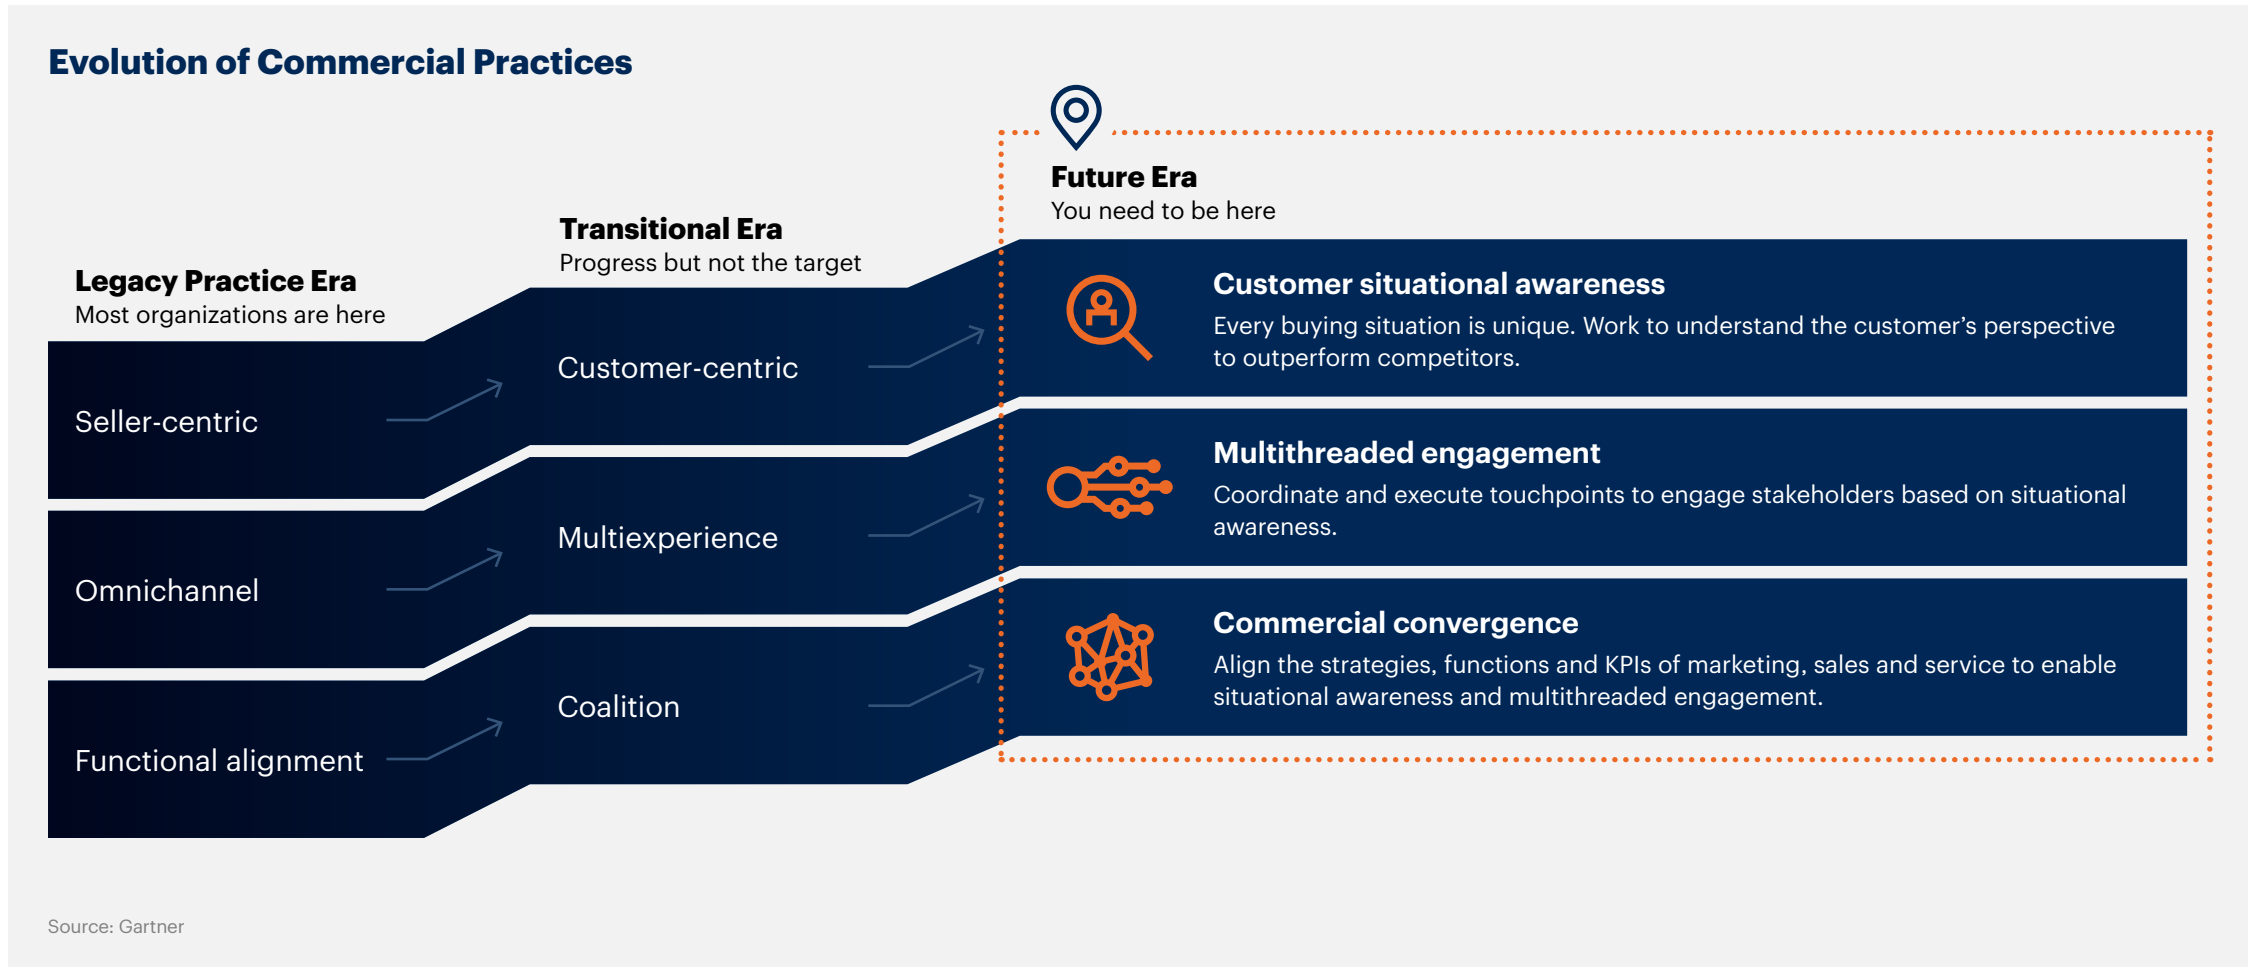 Evolution of Commercial Practices
Legacy Practice Era
Most organizations are here
Seller-centric
Omnichannel
Functional alignment
Transitional Era
Progress but not the target
Customer-centric
Multiexperience
Coalition
Future Era
You need to be here
Customer situational awareness
Every buying situation is unique. Work to understand the customer’s perspective
to outperform competitors.
Multithreaded engagement
Coordinate and execute touchpoints to engage stakeholders based on situational
awareness.
Commercial convergence
Align the strategies, functions and KPIs of marketing, sales and service to enable
situational awareness and multithreaded engagement.
Source: Gartner